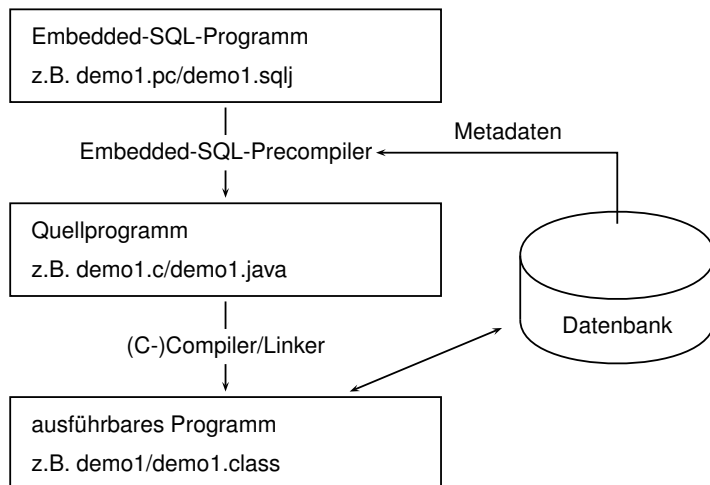 Embedded-SQL-Programm
z.B. demo1.pc/demo1.sqlj
Metadaten
Embedded-SQL-Precompiler
Quellprogramm
z.B. demo1.c/demo1.java
Datenbank
(C-)Compiler/Linker
ausführbares Programm
z.B. demo1/demo1.class